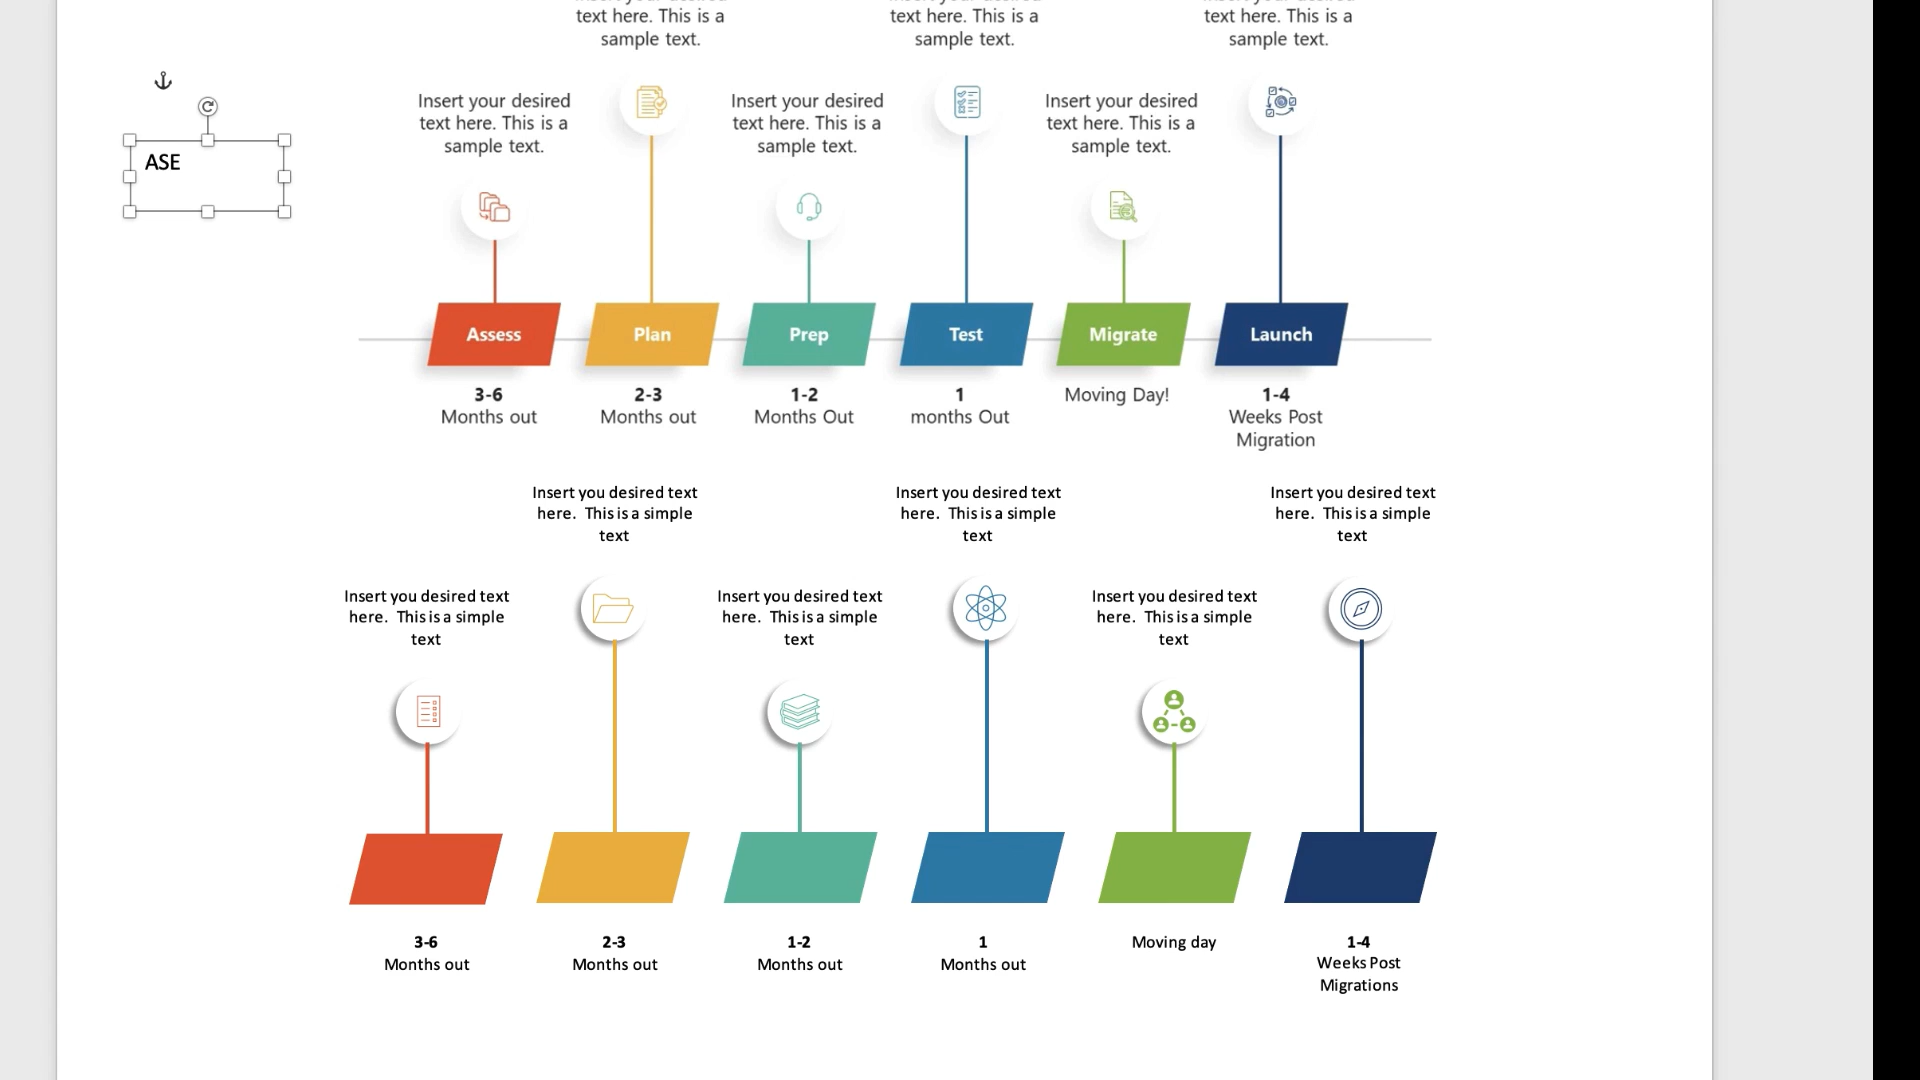 text here. This is a
sample text.
text here. This is a
sample text.
text here. This is a
sample text.
ASE
Insert your desired
text here. This is a
sample text.
Insert your desired
text here. This is a
sample text.
Insert your desired
text here. This is a
sample text.
Assess
Plan
Prep
Test
Migrate
Launch
3-6
Months out
2-3
Months out
1-2
Months Out
1
months Out
Moving Day!
1-4
Weeks Post
Migration
Insert you desired text
here. This is a simple
text
Insert you desired text
here. This is a simple
text
Insert you desired text
here. This is a simple
text
Insert you desired text
here. This is a simple
text
Insert you desired text
here. This is a simple
text
Insert you desired text
here. This is a simple
text
3-6
Months out
2-3
Months out
1-2
Months out
1
Months out
Moving day
1-4
Weeks Post
Migrations